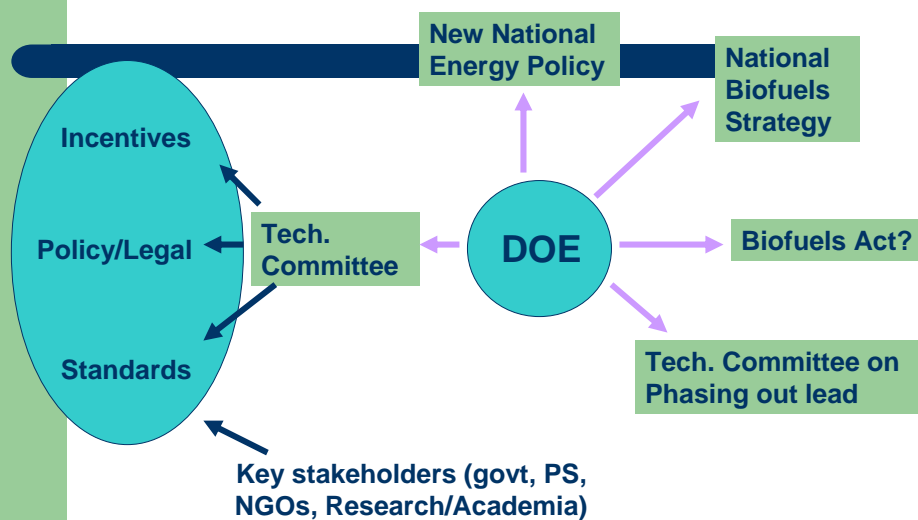 New National
Energy Policy
National
Biofuels
Strategy
Incentives
Policy/Legal
Standards
Tech.
Committee
DOE
Biofuels Act?
Tech. Committee on
Phasing out lead
Key stakeholders (govt, PS,
NGOs, Research/Academia)